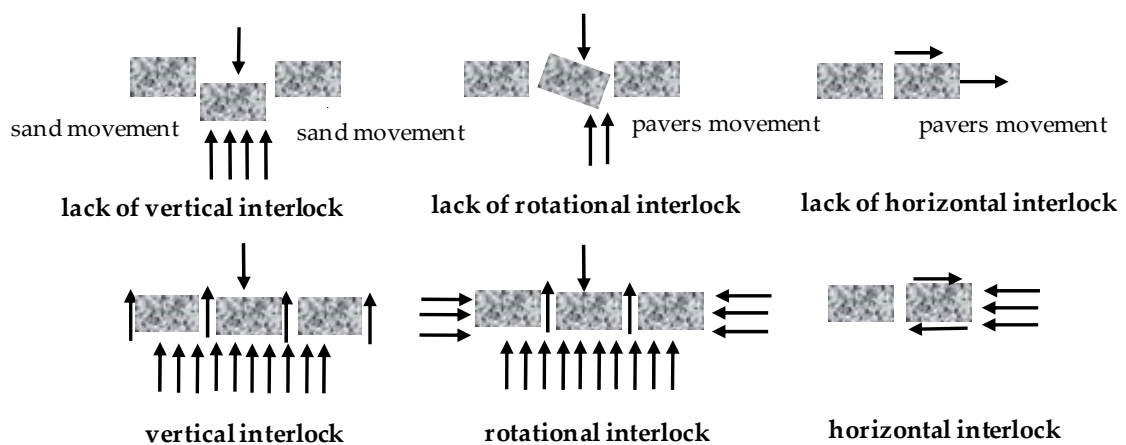 sand movement
sand movement
pavers movement
pavers movement
lack of vertical interlock
lack of rotational interlock
lack of horizontal interlock
vertical interlock
rotational interlock
horizontal interlock